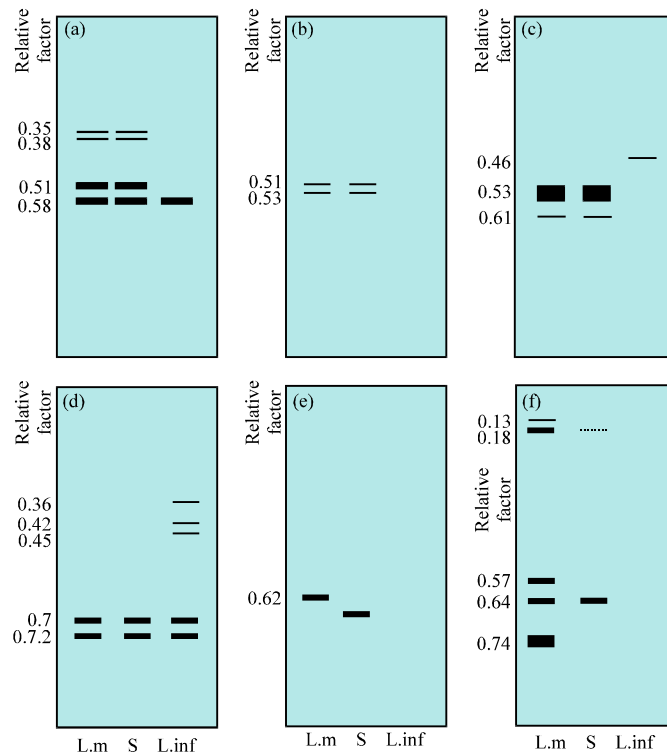 Relative factor
(a)
0.35
0.38
0.51
0.58
Relative factor
(b)
0.51
0.53
Relative factor
(c)
0.46
0.53
0.61
Relative factor
(d)
0.36
0.42
0.45
0.7
0.7.2
L.m S L.inf
Relative factor
(e)
0.62
L.m S L.inf
(f)
0.13
0.18
Relative factor
0.57
0.64
0.74
L.m S L.inf